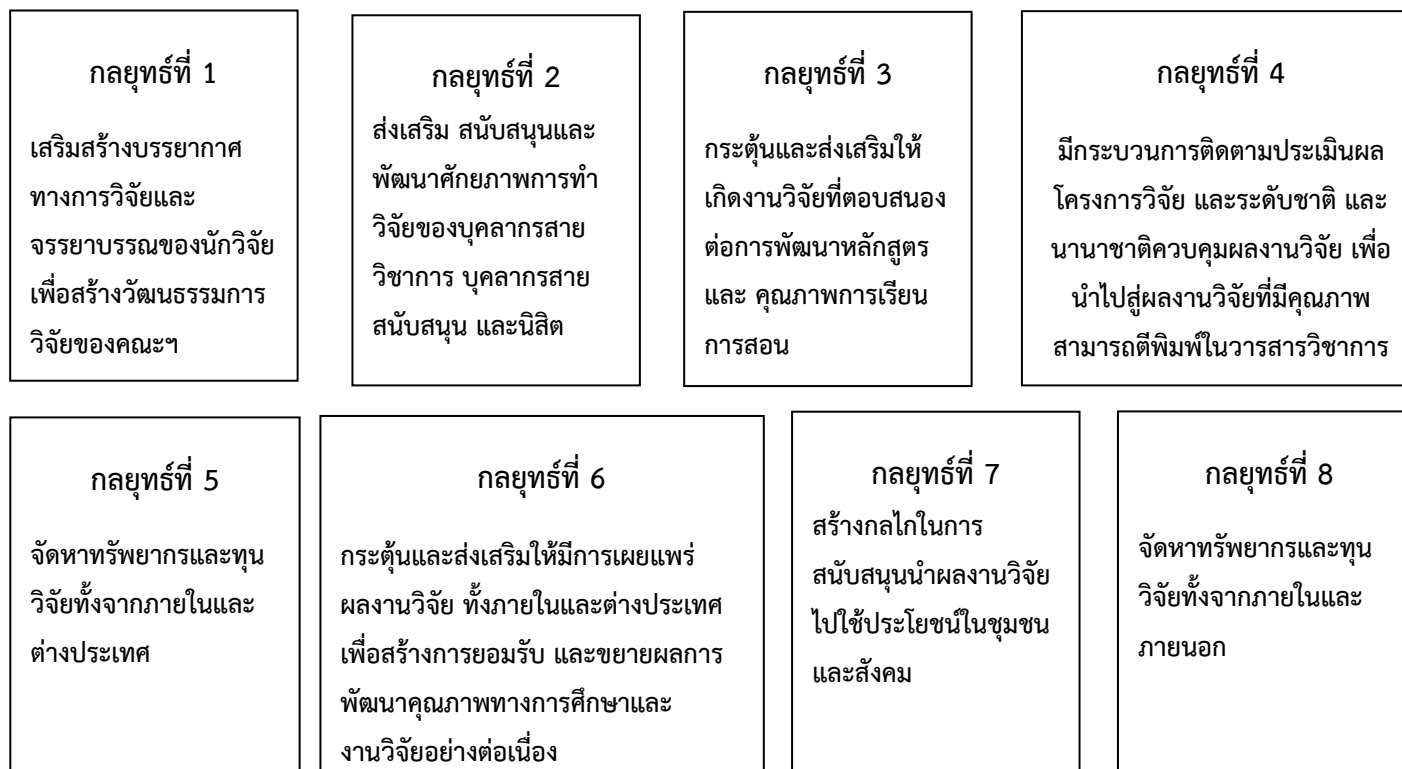 กลยุทธ์ที่ 1
เสริมสร้างบรรยากาศ
ทางการวิจัยและ
จรรยาบรรณของนักวิจัย
เพื่อสร้างวัฒนธรรมการ
วิจัยของคณะฯ
กลยุทธ์ที่ 2
ส่งเสริม สนับสนุนและ
พัฒนาศักยภาพการทำ
วิจัยของบุคลากรสาย
วิชาการ บุคลากรสาย
สนับสนุน และนิสิต
กลยุทธ์ที่ 3
กระตุ้นและส่งเสริมให้
เกิดงานวิจัยที่ตอบสนอง
ต่อการพัฒนาหลักสูตร
และ คุณภาพการเรียน
การสอน
กลยุทธ์ที่ 4
มีกระบวนการติดตามประเมินผล
โครงการวิจัย และระดับชาติ และ
นานาชาติควบคุมผลงานวิจัย เพื่อ
นำไปสู่ผลงานวิจัยที่มีคุณภาพ
สามารถตีพิมพ์ในวารสารวิชาการ
กลยุทธ์ที่ 5
จัดหาทรัพยากรและทุน
วิจัยทั้งจากภายในและ
ต่างประเทศ
กลยุทธ์ที่ 6
กระตุ้นและส่งเสริมให้มีการเผยแพร่
ผลงานวิจัย ทั้งภายในและต่างประเทศ
เพื่อสร้างการยอมรับ และขยายผลการ
พัฒนาคุณภาพทางการศึกษาและ
งานวิจัยอย่างต่อเนื่อง
กลยุทธ์ที่ 7
สร้างกลไกในการ
สนับสนุนนำผลงานวิจัย
ไปใช้ประโยชน์ในชุมชน
และสังคม
กลยุทธ์ที่ 8
จัดหาทรัพยากรและทุน
วิจัยทั้งจากภายในและ
ภายนอก